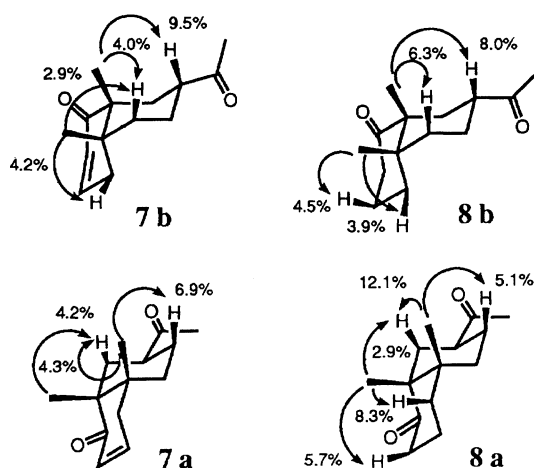 9.5%
4.0%
H
2.9%
H
O
O
4.2%
H
7 b
8.0%
6.3%
H
H
O
O
H
4.5%
3.9%
H
8 b
6.9%
4.2%
O
H
H
4.3%
O
7 a
12.1%
5.1%
O
H
H
2.9%
H
8.3%
O
5.7%
H
8 a